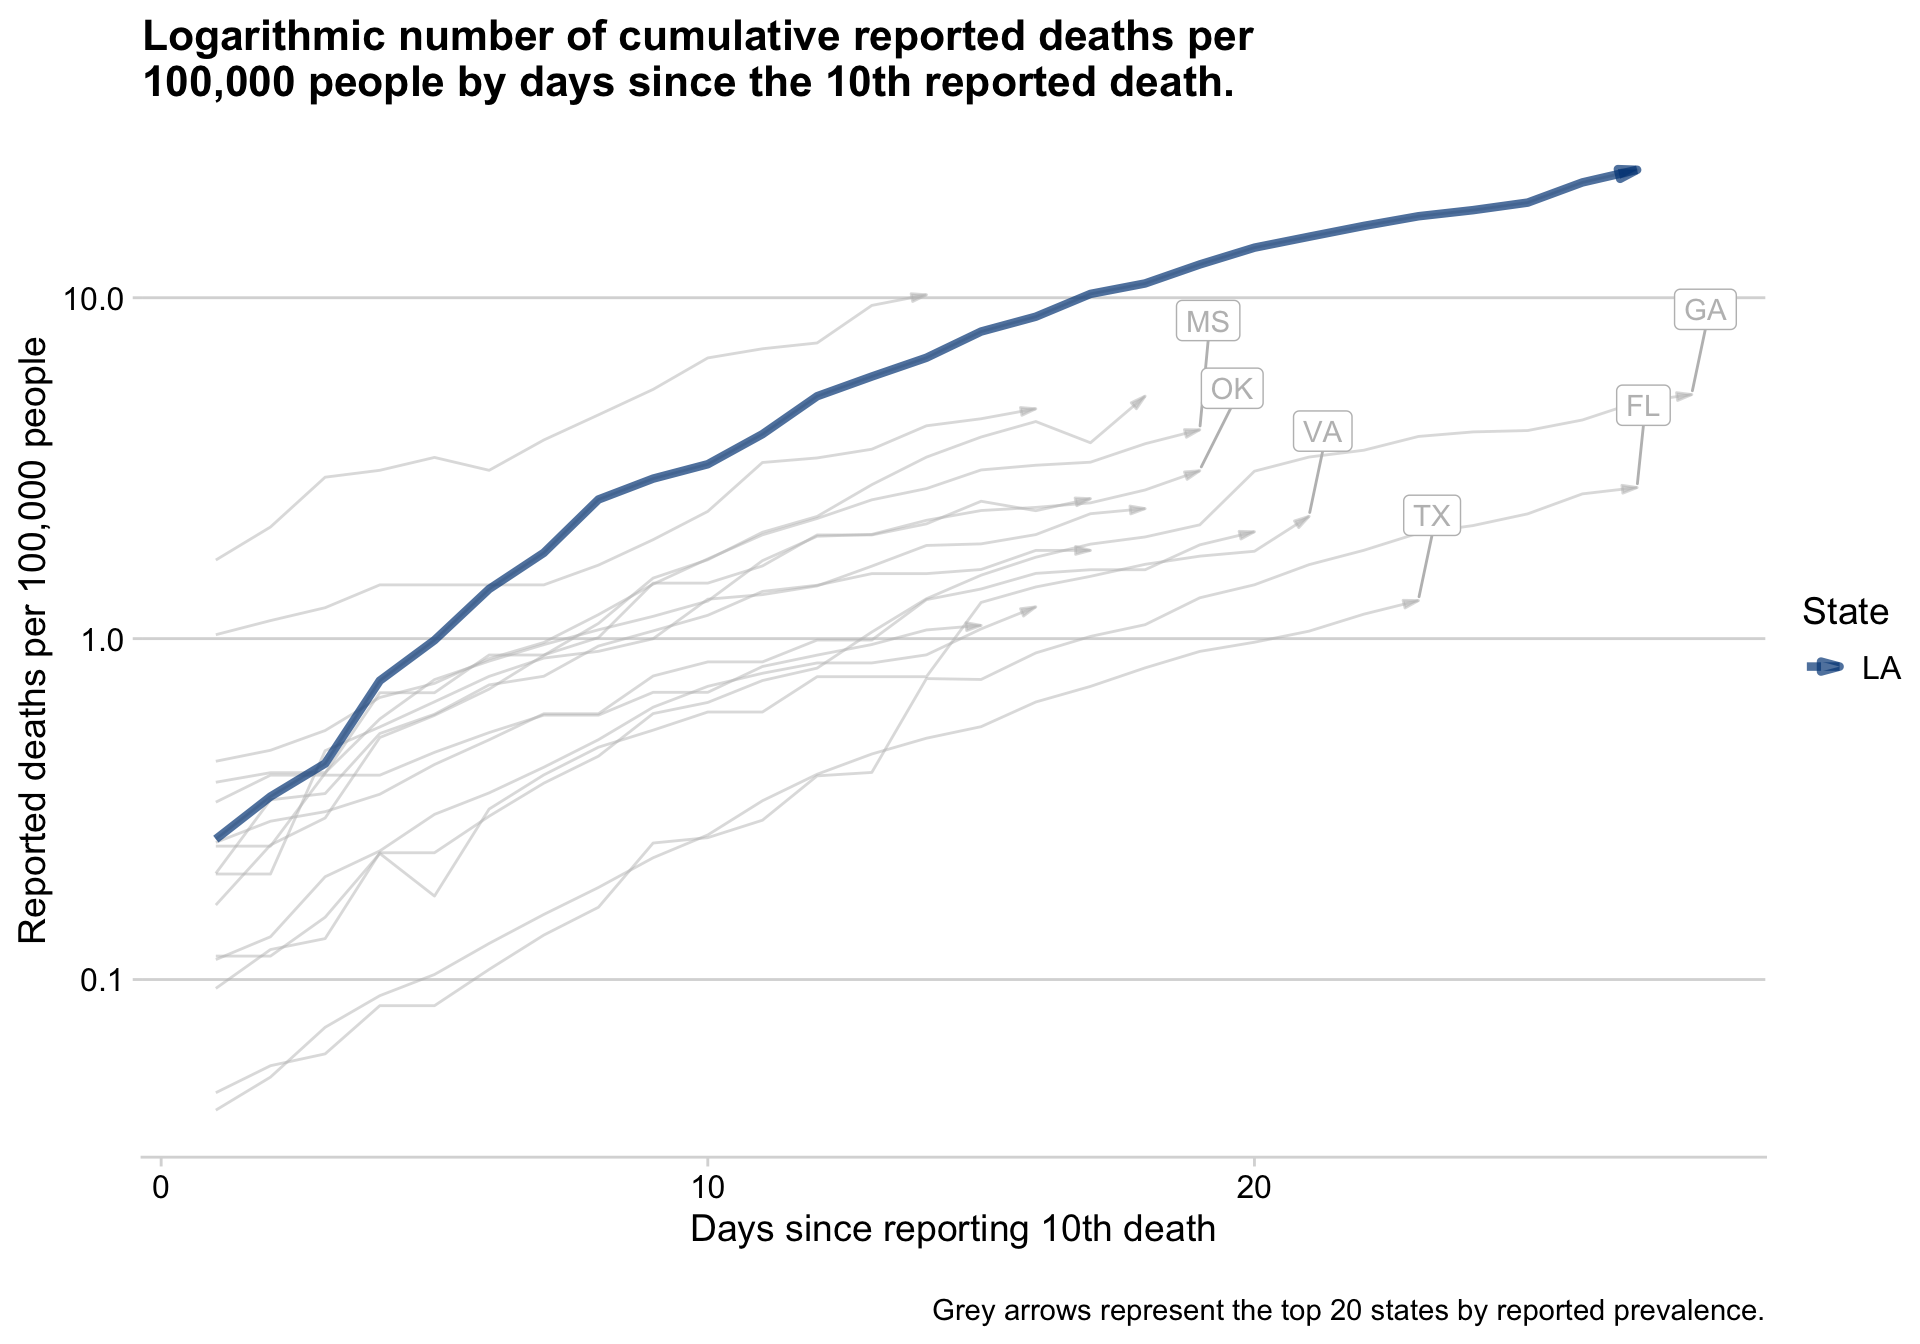 Logarithmic number of cumulative reported deaths per
100,000 people by days since the 10th reported death.
Reported deaths per 100,000 people
10.0
1.0
0.1
MS
OK
VA
TX
FL
GA
State
LA
0
10
20
Days since reporting 10th death
Grey arrows represent the top 20 states by reported prevalence.